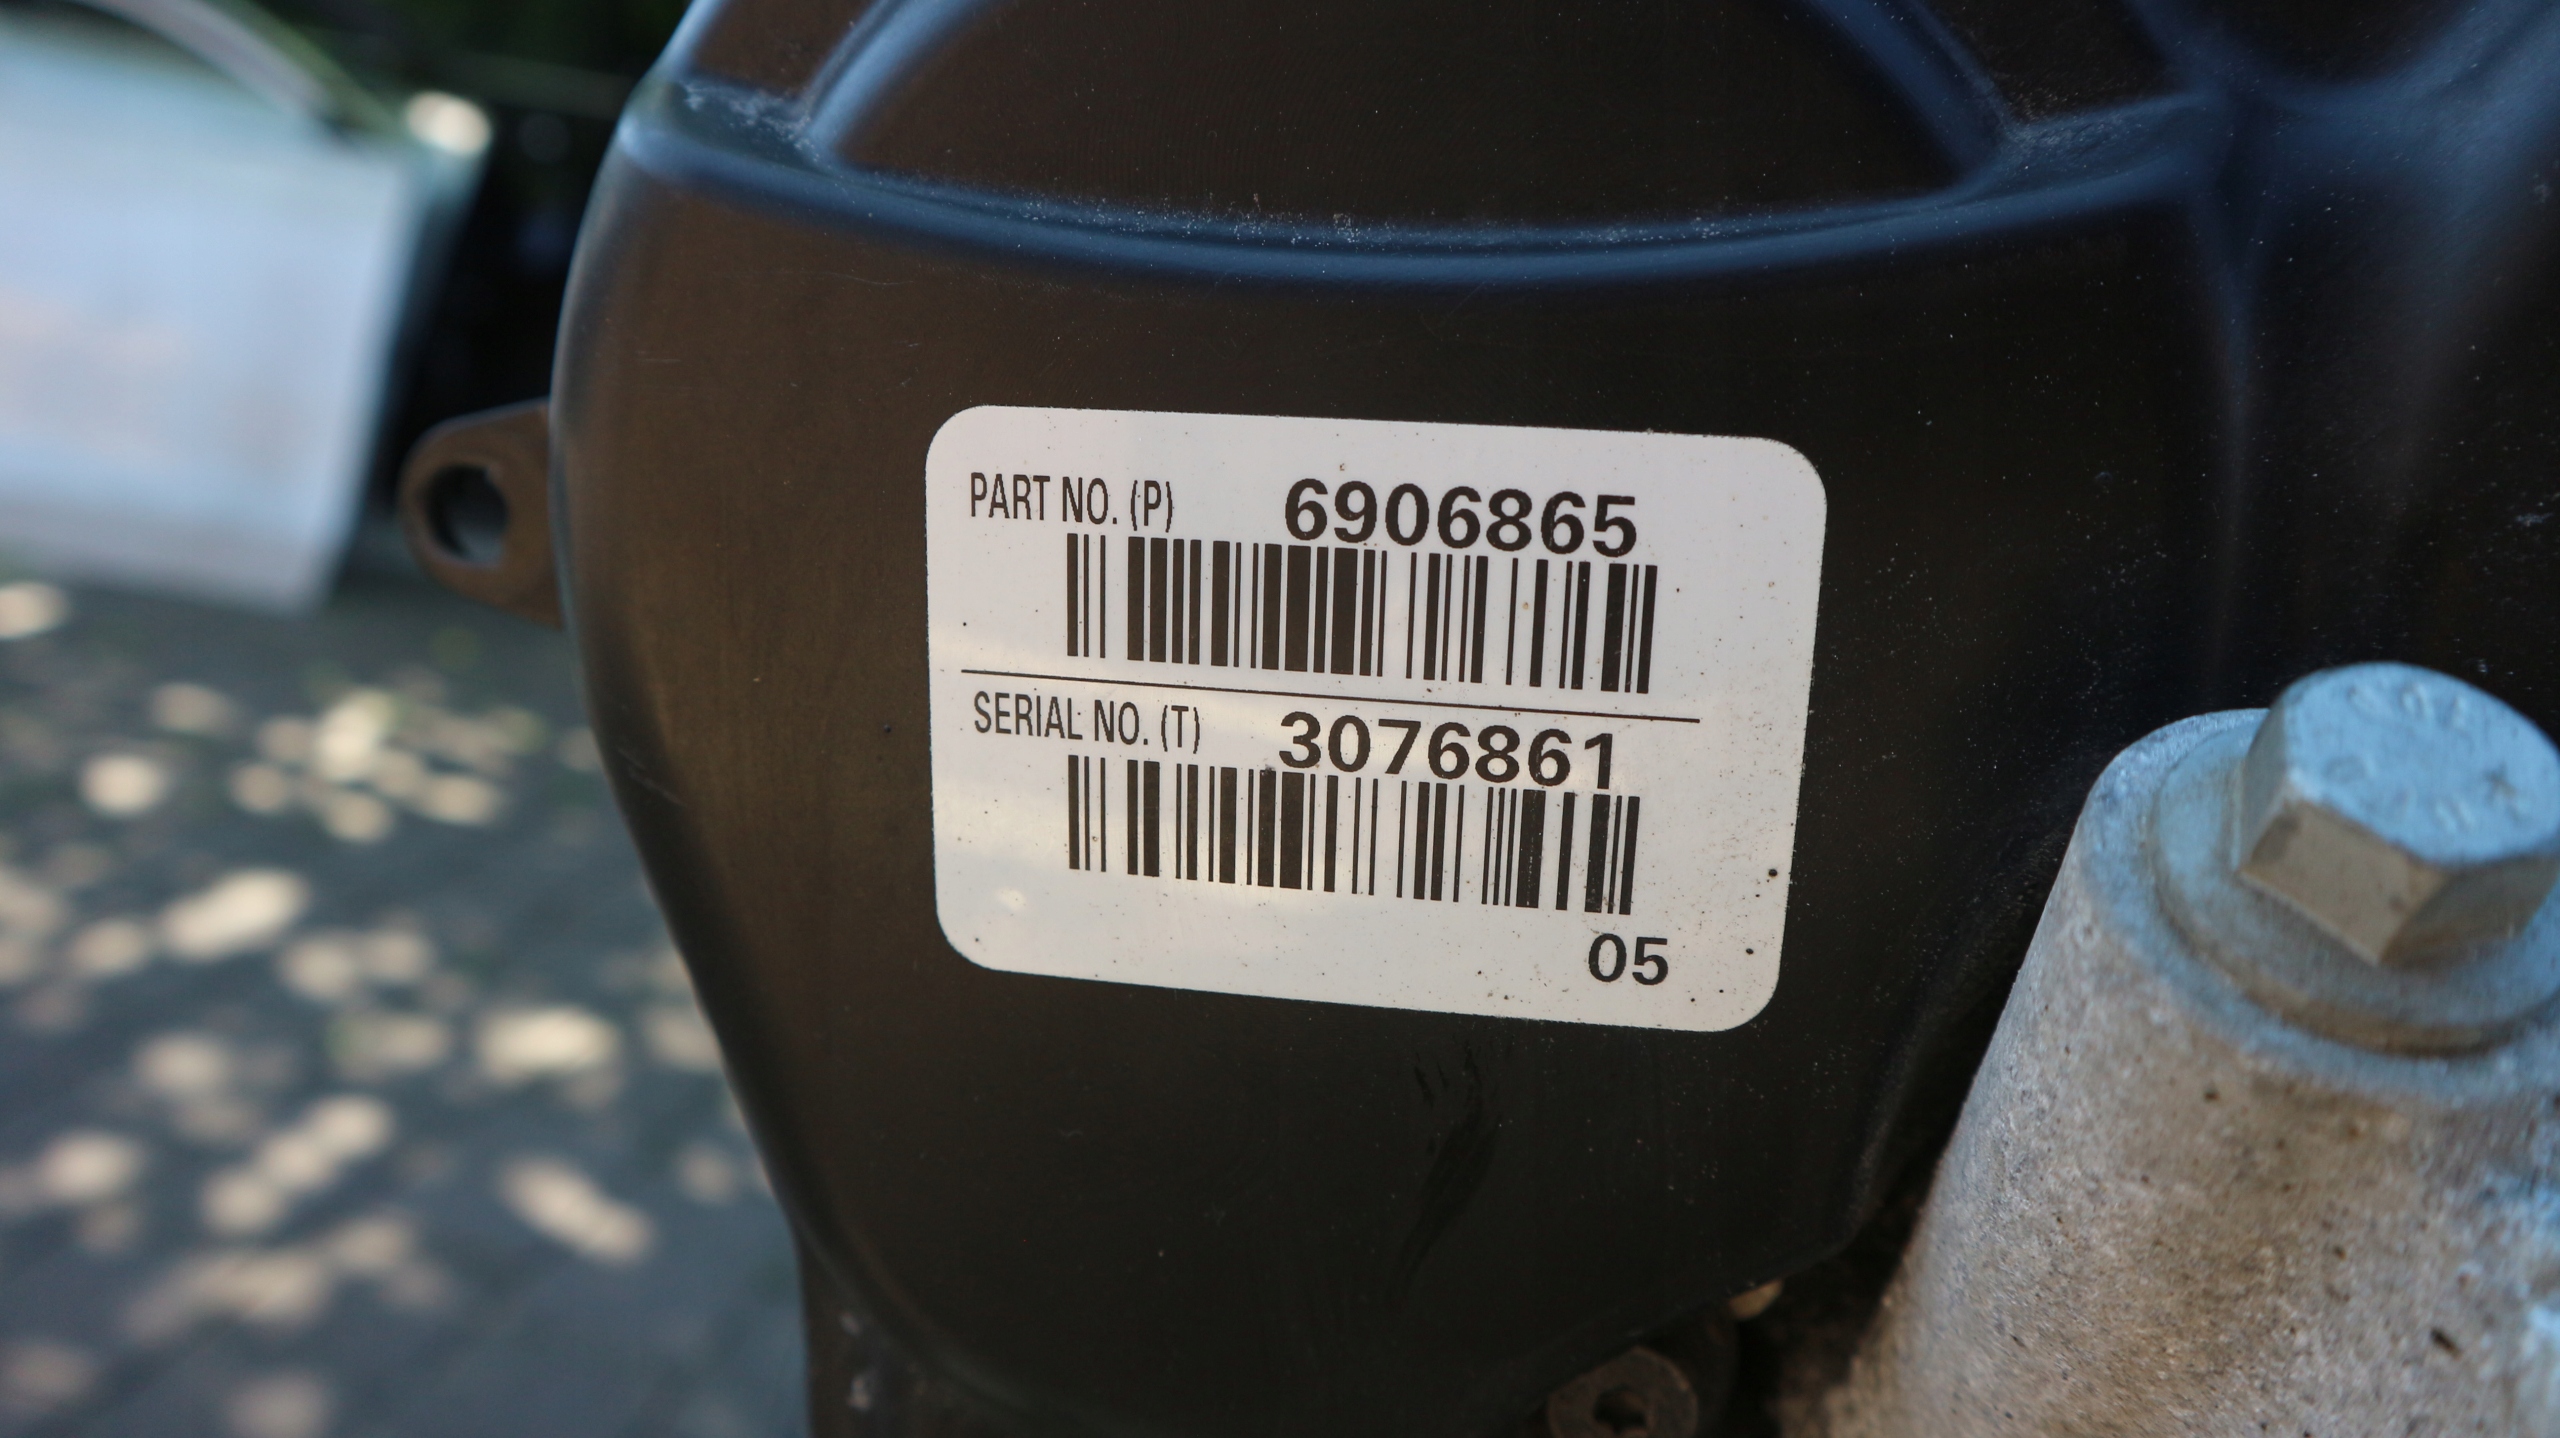 PART NO. (P) 6906865
SERIAL NO. (T) 3076861
05